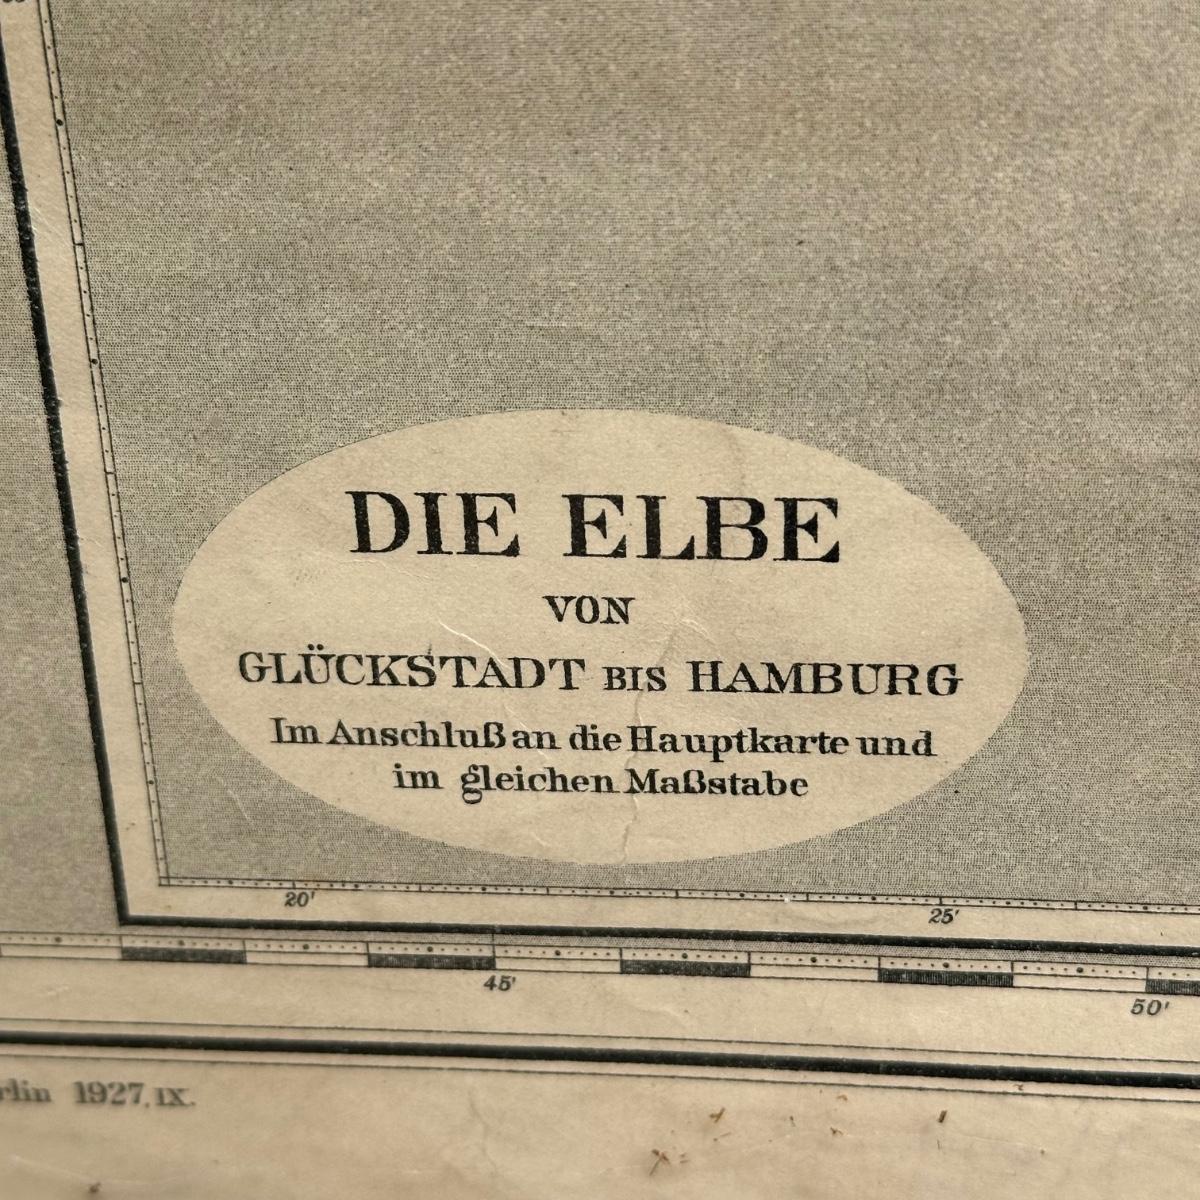 DIE ELBE
VON
GLÜCKSTADT BIS HAMBURG
Im Anschluß an die Hauptkarte und
im gleichen Maßstabe
20' 25'
45' 50'
1927. IX.